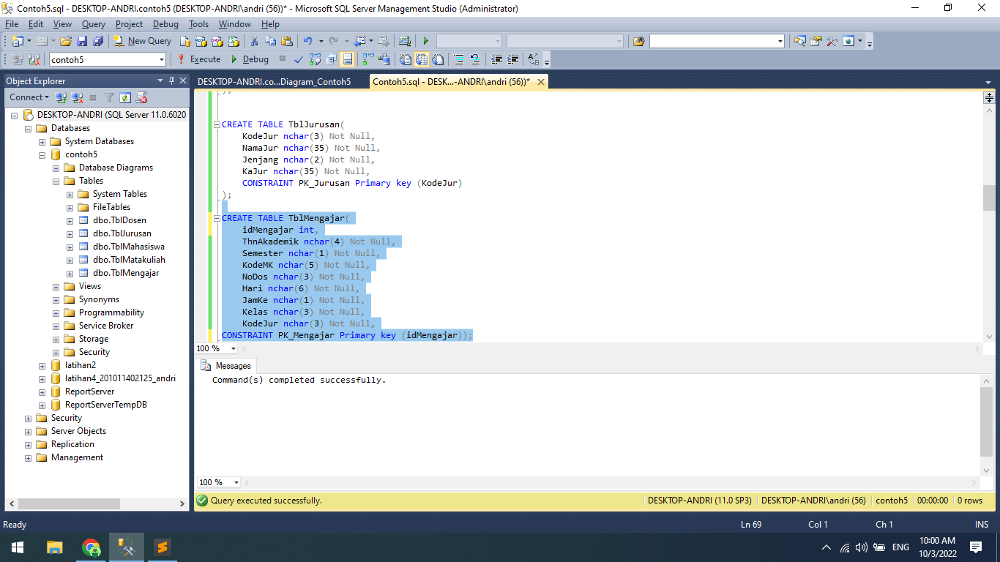 Contoh5.sql - DESKTOP-ANDRI.contoh5 (DESKTOP-ANDRI\andri (56))* - Microsoft SQL Server Management Studio (Administrator)
File Edit View Query Project Debug Tools Window Help
New Query
contoh5 Execute Debug
Object Explorer
Connect
DESKTOP-ANDRI (SQL Server 11.0.6020
Databases
System Databases
contoh5
Database Diagrams
Tables
System Tables
FileTables
dbo.TblDosen
dbo.TblJurusan
dbo.TblMahasiswa
dbo.TblMatakuliah
dbo.TblMengajar
Views
Synonyms
Programmability
Service Broker
Storage
Security
latihan2
latihan4_201011402125_andri
ReportServer
ReportServerTempDB
Security
Server Objects
Replication
Management
DESKTOP-ANDRI.co...Diagram_Contoh5 Contoh5.sql - DESK...-ANDRI\andri (56))*
);
CREATE TABLE TblJurusan(
KodeJur nchar(3) Not Null,
NamaJur nchar(35) Not Null,
Jenjang nchar(2) Not Null,
KaJur nchar(35) Not Null,
CONSTRAINT PK_Jurusan Primary key (KodeJur)
);
CREATE TABLE TblMengajar(
idMengajar int,
ThnAkademik nchar(4) Not Null,
Semester nchar(1) Not Null,
KodeMK nchar(5) Not Null,
NoDos nchar(3) Not Null,
Hari nchar(6) Not Null,
JamKe nchar(1) Not Null,
Kelas nchar(3) Not Null,
KodeJur nchar(3) Not Null,
CONSTRAINT PK_Mengajar Primary key (idMengajar));
100 %
Messages
Command(s) completed successfully.
100 %
Query executed successfully. DESKTOP-ANDRI (11.0 SP3) DESKTOP-ANDRI\andri (56) contoh5 00:00:00 0 rows
Ready Ln 69 Col 1 Ch 1 INS
ENG 10:00 AM
10/3/2022